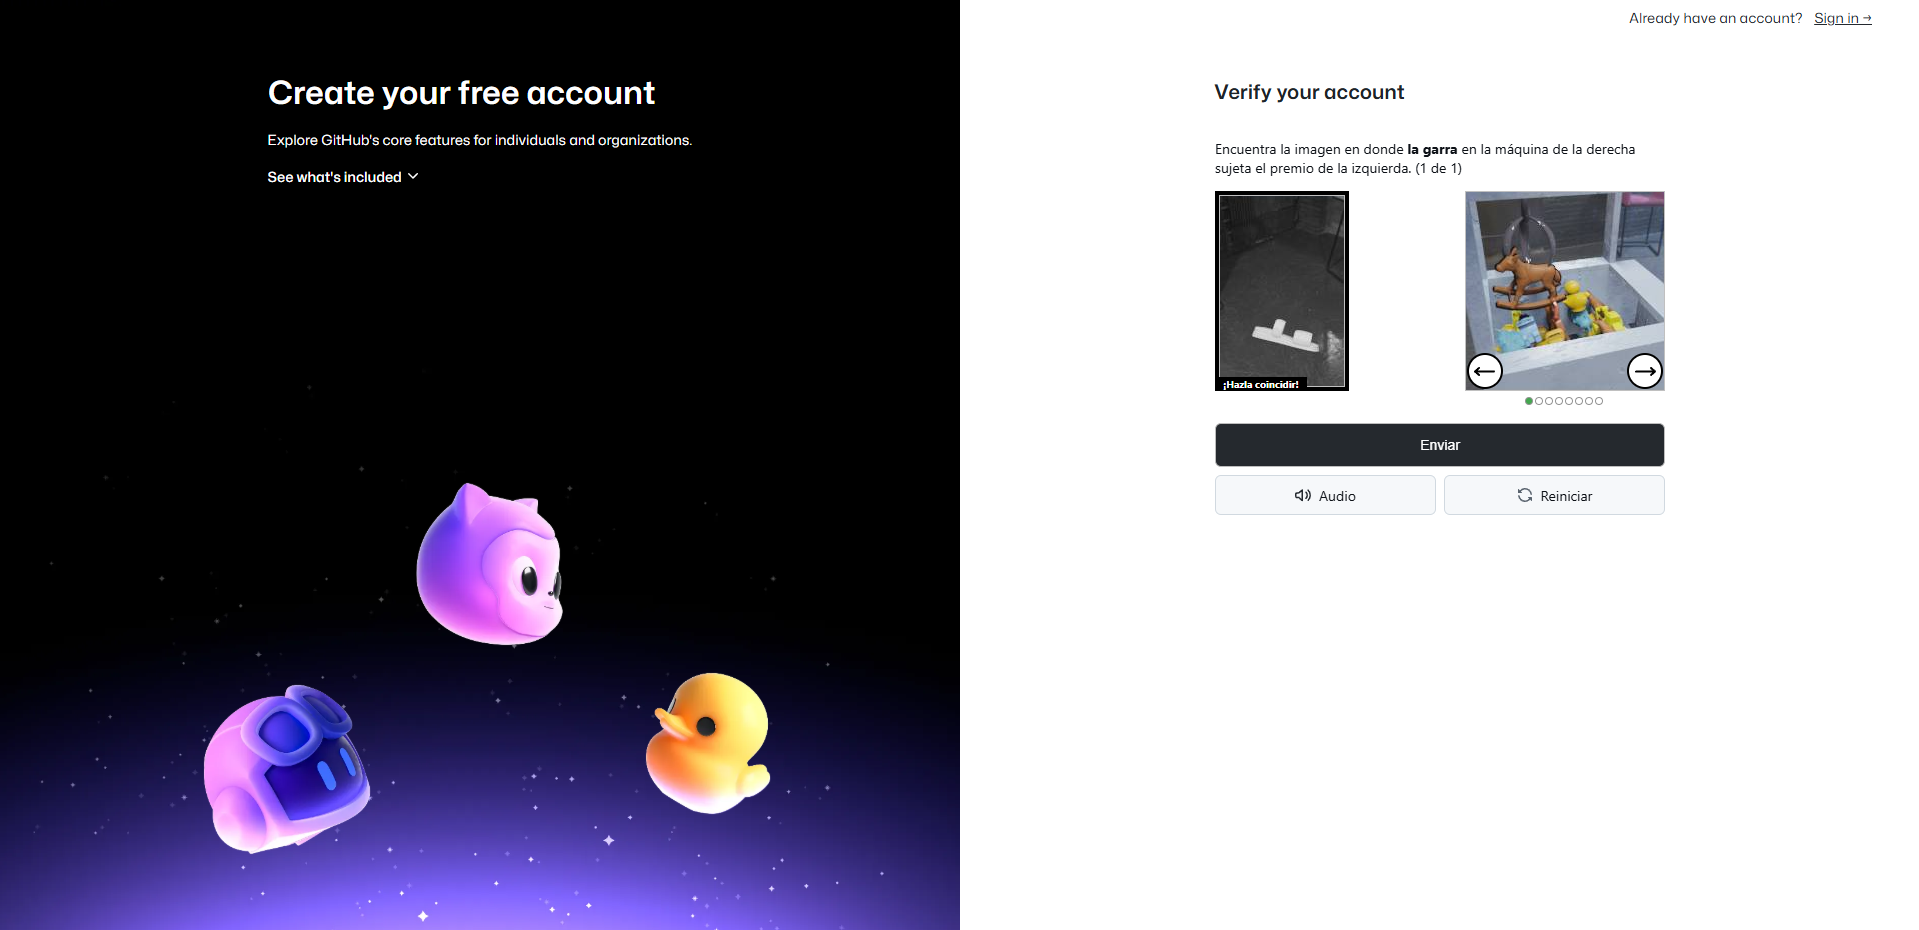 Already have an account? Sign in →
Create your free account
Explore GitHub's core features for individuals and organizations.
See what's included
Verify your account
Encuentra la imagen en donde la garra en la máquina de la derecha
sujeta el premio de la izquierda. (1 de 1)
¡Hazla coincidir!
Enviar
Audio
Reiniciar